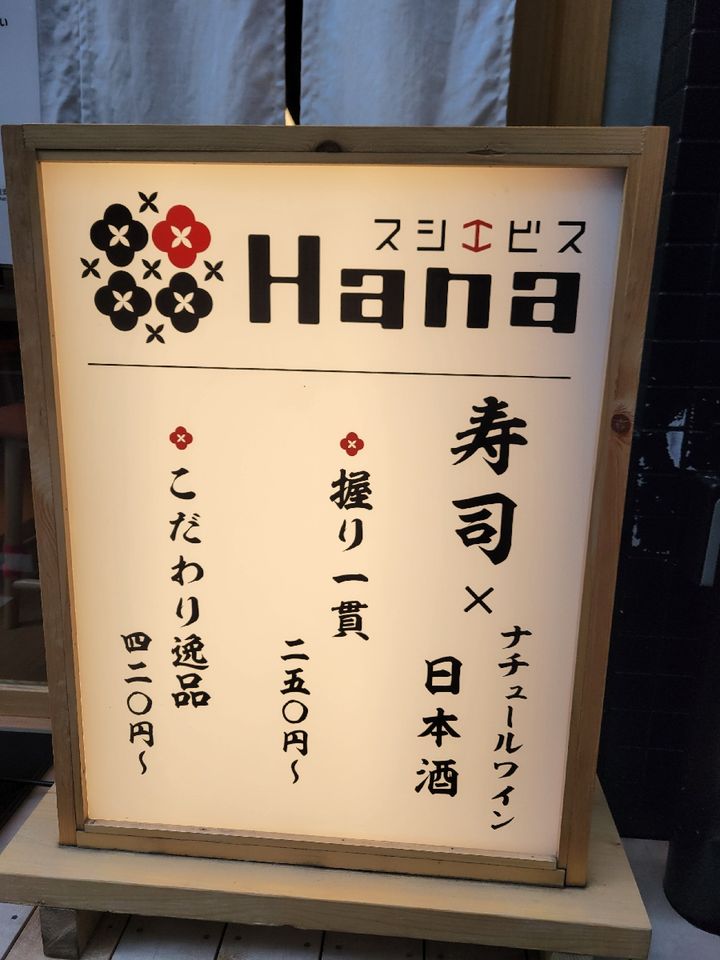 スシエビス
Hana
寿司×
ナチュールワイン
日本酒
握り一貫
二五〇円〜
こだわり逸品
四二〇円〜
い